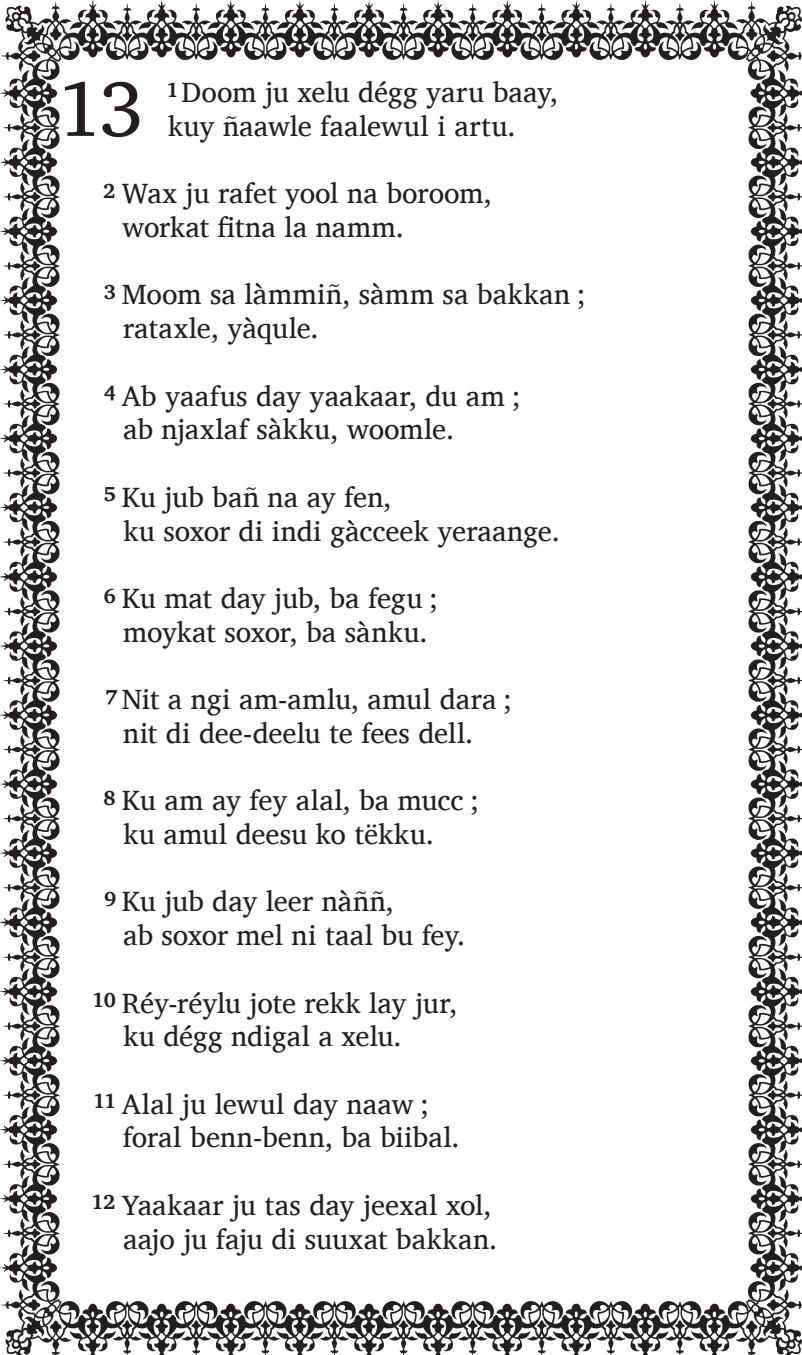 13 1 Doom ju xelu dégg yaru baay,
kuy ñaawle faalewul i artu.
2 Wax ju rafet yool na boroom,
workat fitna la namm.
3 Moom sa làmmiñ, sàmm sa bakkan ;
rataxle, yàqule.
4 Ab yaafus day yaakaar, du am ;
ab njaxlaf sàkku, woomle.
5 Ku jub bañ na ay fen,
ku soxor di indi gàcceek yeraange.
6 Ku mat day jub, ba fegu ;
moykat soxor, ba sànku.
7 Nit a ngi am-amlu, amul dara ;
nit di dee-deelu te fees dell.
8 Ku am ay fey alal, ba mucc ;
ku amul deesu ko tëkku.
9 Ku jub day leer nàññ,
ab soxor mel ni taal bu fey.
10 Réy-réylu jote rekk lay jur,
ku dégg ndigal a xelu.
11 Alal ju lewul day naaw ;
foral benn-benn, ba biibal.
12 Yaakaar ju tas day jeexal xol,
aajo ju faju di suuxat bakkan.